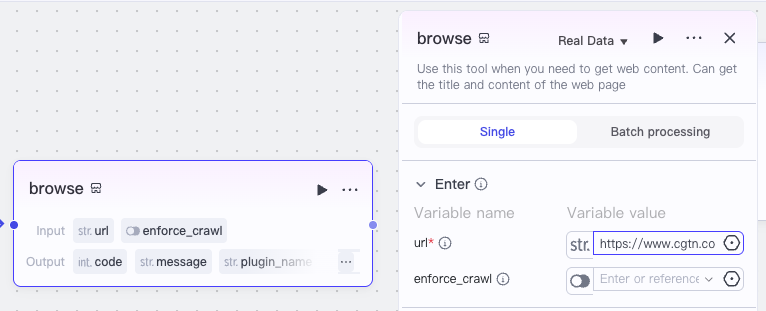 browse
Input str. url enforce_crawl
Output int. code str. message str. plugin_name ...
browse Real Data
Use this tool when you need to get web content. Can get
the title and content of the web page
Single Batch processing
Enter
Variable name Variable value
url* str. https://www.cgtn.co
enforce_crawl Enter or reference